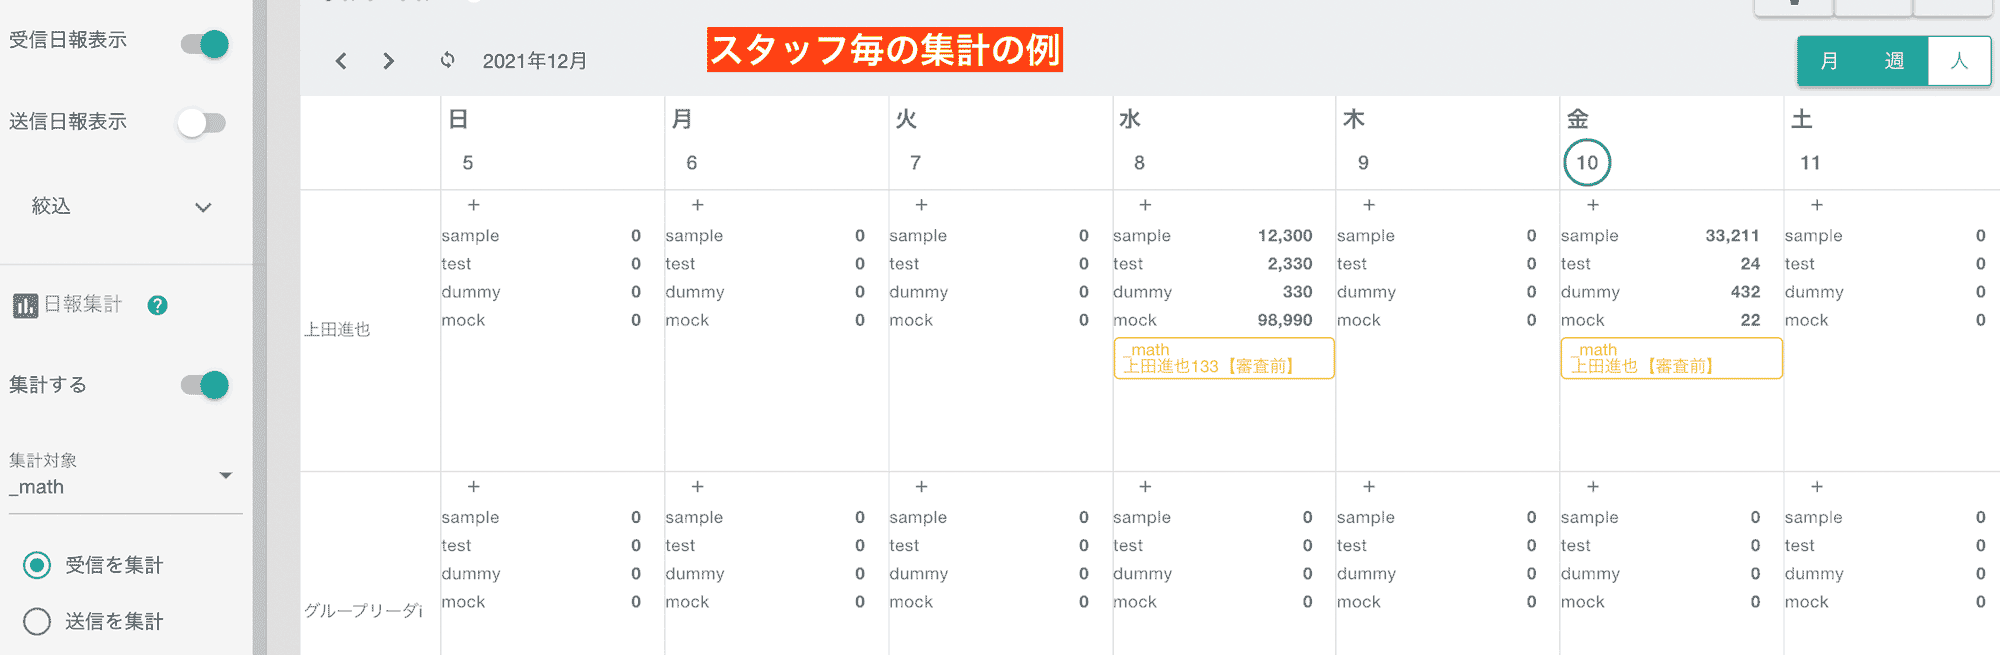 受信日報表示
送信日報表示
絞込
日報集計 ?
集計する
集計対象
_math
受信を集計
送信を集計
2021年12月
スタッフ毎の集計の例
月 週 人
日 月 火 水 木 金 土
5 6 7 8 9 10 11
+ + + + + + +
上田進也
sample 0 sample 0 sample 0 sample 12,300 sample 0 sample 33,211 sample 0
test 0 test 0 test 0 test 2,330 test 0 test 24 test 0
dummy 0 dummy 0 dummy 0 dummy 330 dummy 0 dummy 432 dummy 0
mock 0 mock 0 mock 0 mock 98,990 mock 0 mock 22 mock 0
_math _math
上田進也133【審査前】 上田進也【審査前】
+ + + + + + +
グループリーダi
sample 0 sample 0 sample 0 sample 0 sample 0 sample 0 sample 0
test 0 test 0 test 0 test 0 test 0 test 0 test 0
dummy 0 dummy 0 dummy 0 dummy 0 dummy 0 dummy 0 dummy 0
mock 0 mock 0 mock 0 mock 0 mock 0 mock 0 mock 0